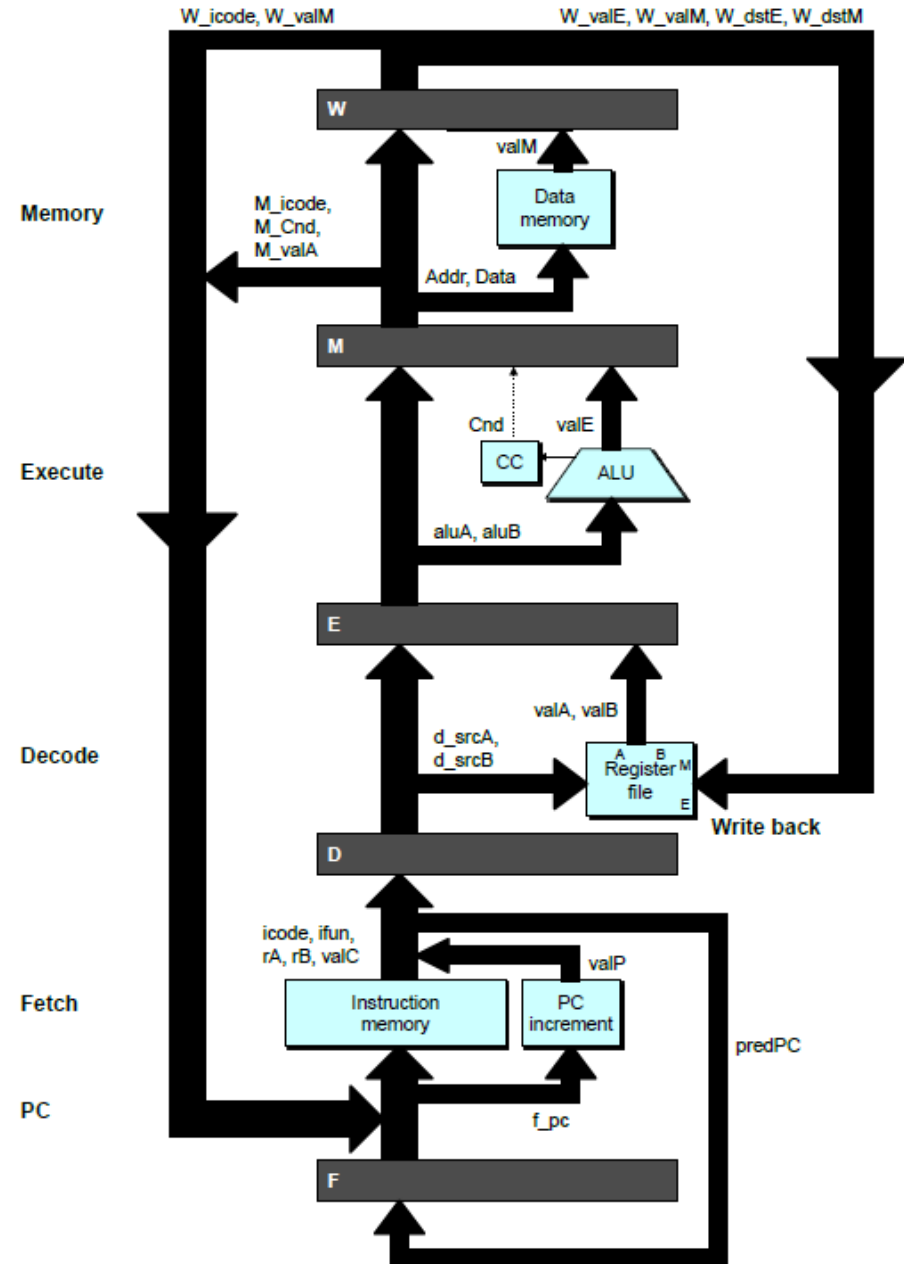 W_icode, W_valM
W_valE, W_valM, W_dstE, W_dstM
W
valM
Memory
Data
memory
M_icode,
M_Cnd,
M_valA
Addr, Data
M
Cnd
valE
Execute
CC
ALU
aluA, aluB
E
valA, valB
Decode
d_srcA,
d_srcB
A B
Register M
file
E
Write back
D
icode, ifun,
rA, rB, valC
valP
Fetch
Instruction
memory
PC
increment
predPC
PC
f_pc
F